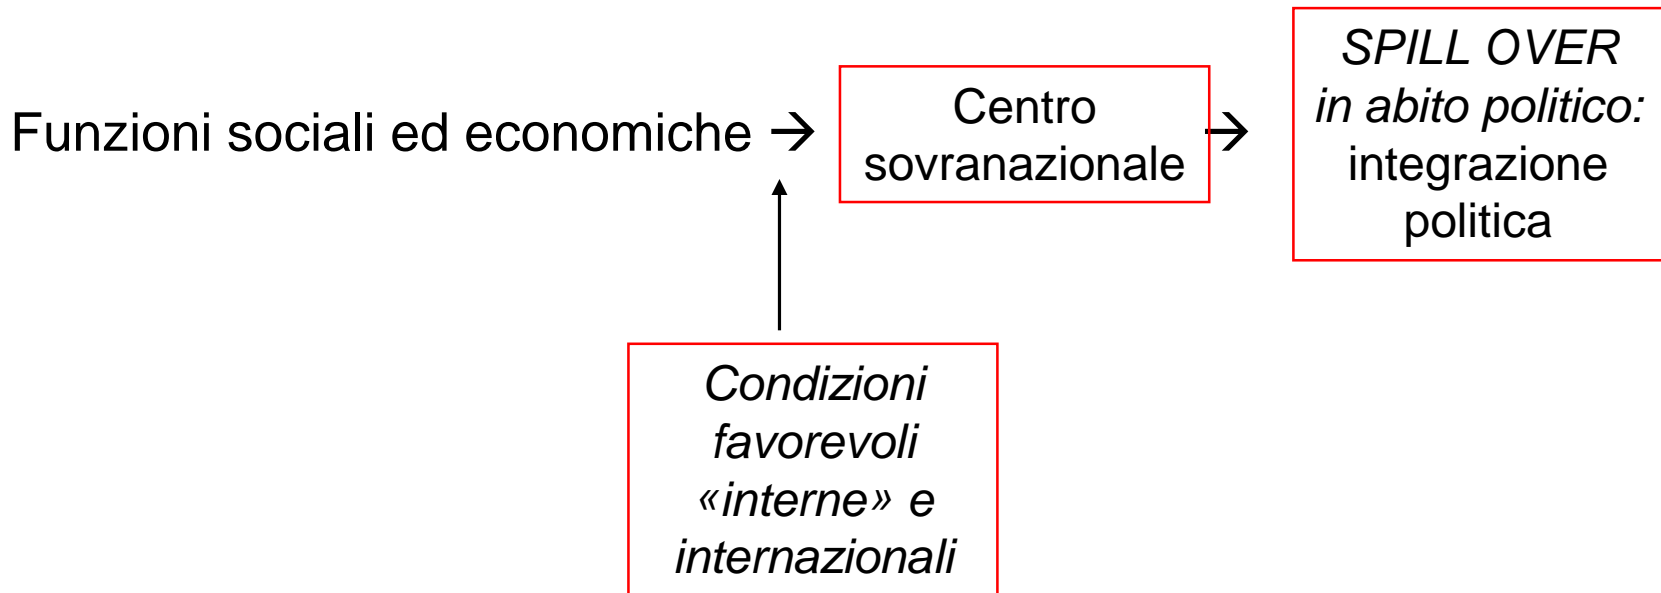 Funzioni sociali ed economiche →
Centro
sovranazionale
→
SPILL OVER
in abito politico:
integrazione
politica
Condizioni
favorevoli
«interne» e
internazionali